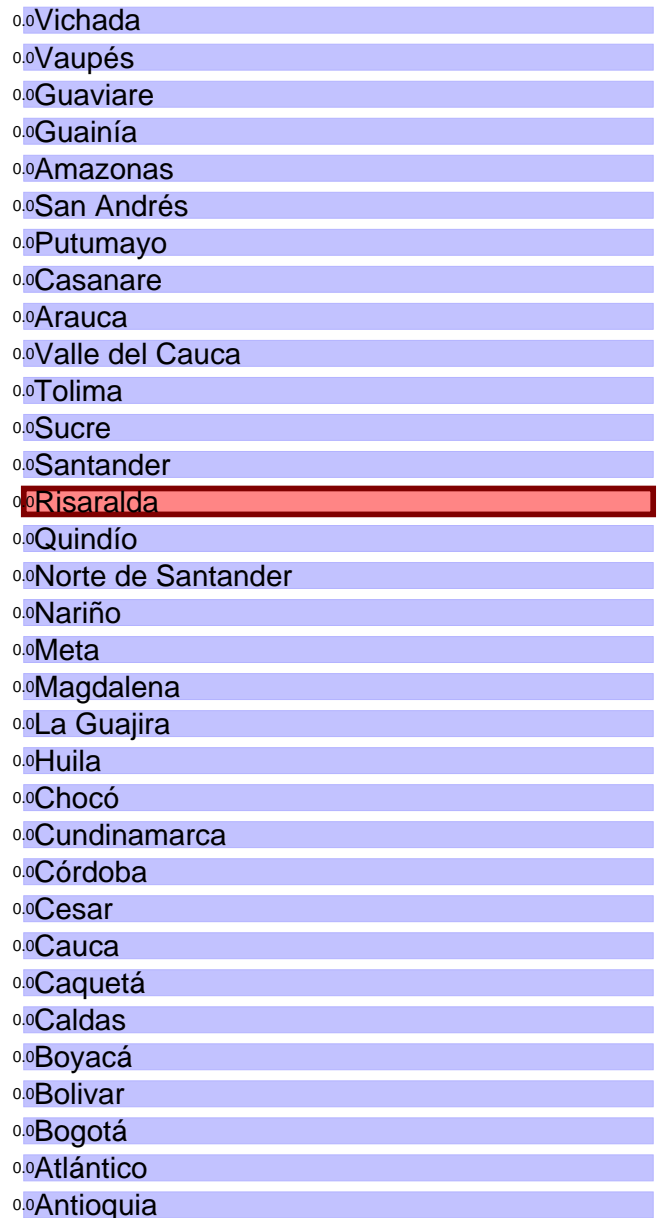 0.0Vichada
0.0Vaupés
0.0Guaviare
0.0Guainía
0.0Amazonas
0.0San Andrés
0.0Putumayo
0.0Casanare
0.0Arauca
0.0Valle del Cauca
0.0Tolima
0.0Sucre
0.0Santander
0.0Risaralda
0.0Quindío
0.0Norte de Santander
0.0Nariño
0.0Meta
0.0Magdalena
0.0La Guajira
0.0Huila
0.0Chocó
0.0Cundinamarca
0.0Córdoba
0.0Cesar
0.0Cauca
0.0Caquetá
0.0Caldas
0.0Boyacá
0.0Bolivar
0.0Bogotá
0.0Atlántico
0.0Antioquia